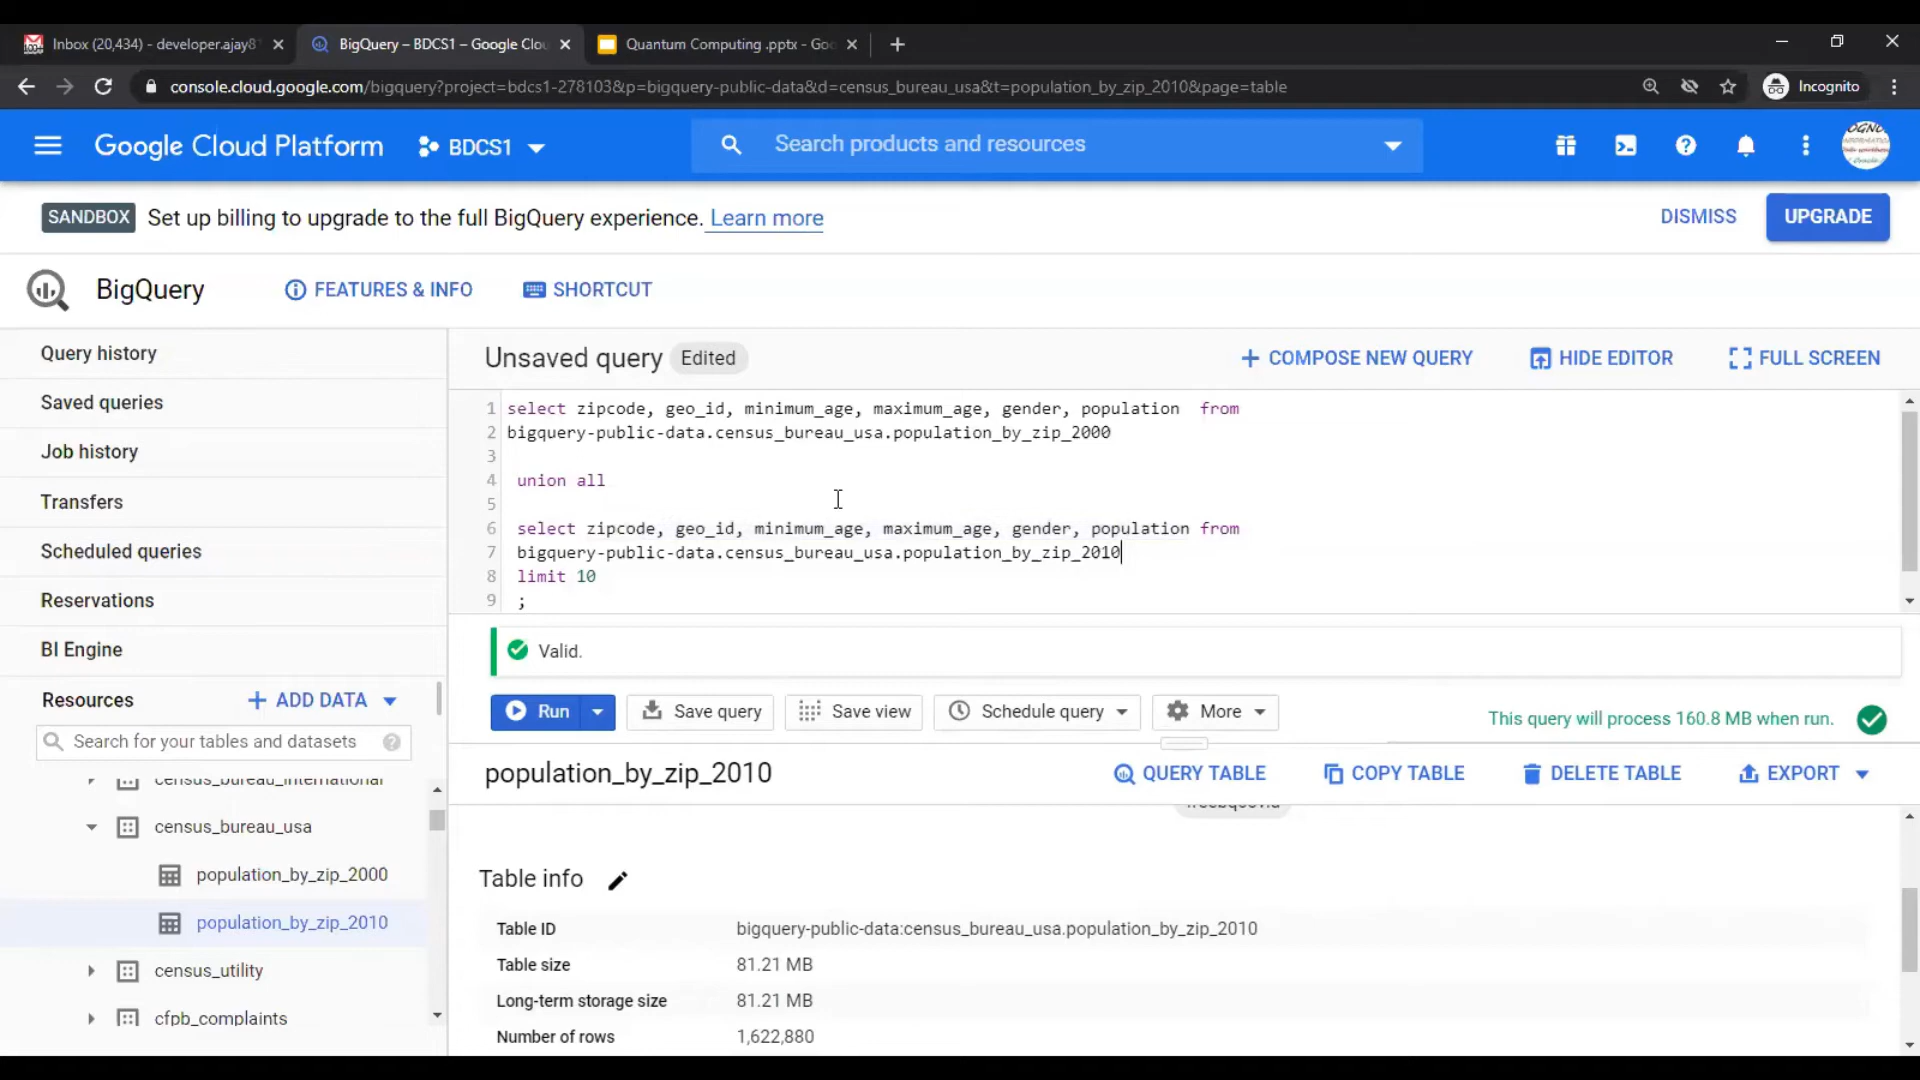 Inbox (20,434) - developer.ajay8
BigQuery – BDCS1 – Google Clou
Quantum Computing .pptx - Goo
console.cloud.google.com/bigquery?project=bdcs1-278103&p=bigquery-public-data&d=census_bureau_usa&t=population_by_zip_2010&page=table
Incognito
Google Cloud Platform
BDCS1
Search products and resources
SANDBOX Set up billing to upgrade to the full BigQuery experience. Learn more
DISMISS
UPGRADE
BigQuery
FEATURES & INFO
SHORTCUT
Query history
Saved queries
Job history
Transfers
Scheduled queries
Reservations
BI Engine
Resources
+ ADD DATA
Search for your tables and datasets
census_bureau_international
census_bureau_usa
population_by_zip_2000
population_by_zip_2010
census_utility
cfpb_complaints
Unsaved query Edited
+ COMPOSE NEW QUERY
HIDE EDITOR
FULL SCREEN
1 select zipcode, geo_id, minimum_age, maximum_age, gender, population from
2 bigquery-public-data.census_bureau_usa.population_by_zip_2000
3
4 union all
5
6 select zipcode, geo_id, minimum_age, maximum_age, gender, population from
7 bigquery-public-data.census_bureau_usa.population_by_zip_2010
8 limit 10
9 ;
Valid.
Run
Save query
Save view
Schedule query
More
This query will process 160.8 MB when run.
population_by_zip_2010
QUERY TABLE
COPY TABLE
DELETE TABLE
EXPORT
Table info
Table ID bigquery-public-data:census_bureau_usa.population_by_zip_2010
Table size 81.21 MB
Long-term storage size 81.21 MB
Number of rows 1,622,880